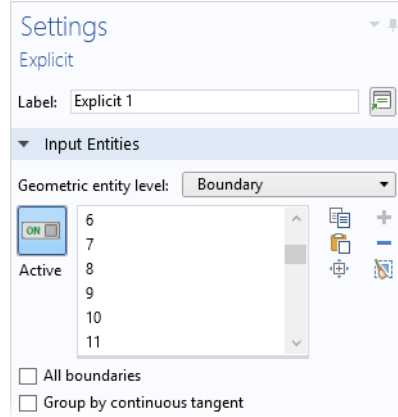 Settings
Explicit
Label: Explicit 1
Input Entities
Geometric entity level: Boundary
ON
Active
6
7
8
9
10
11
All boundaries
Group by continuous tangent